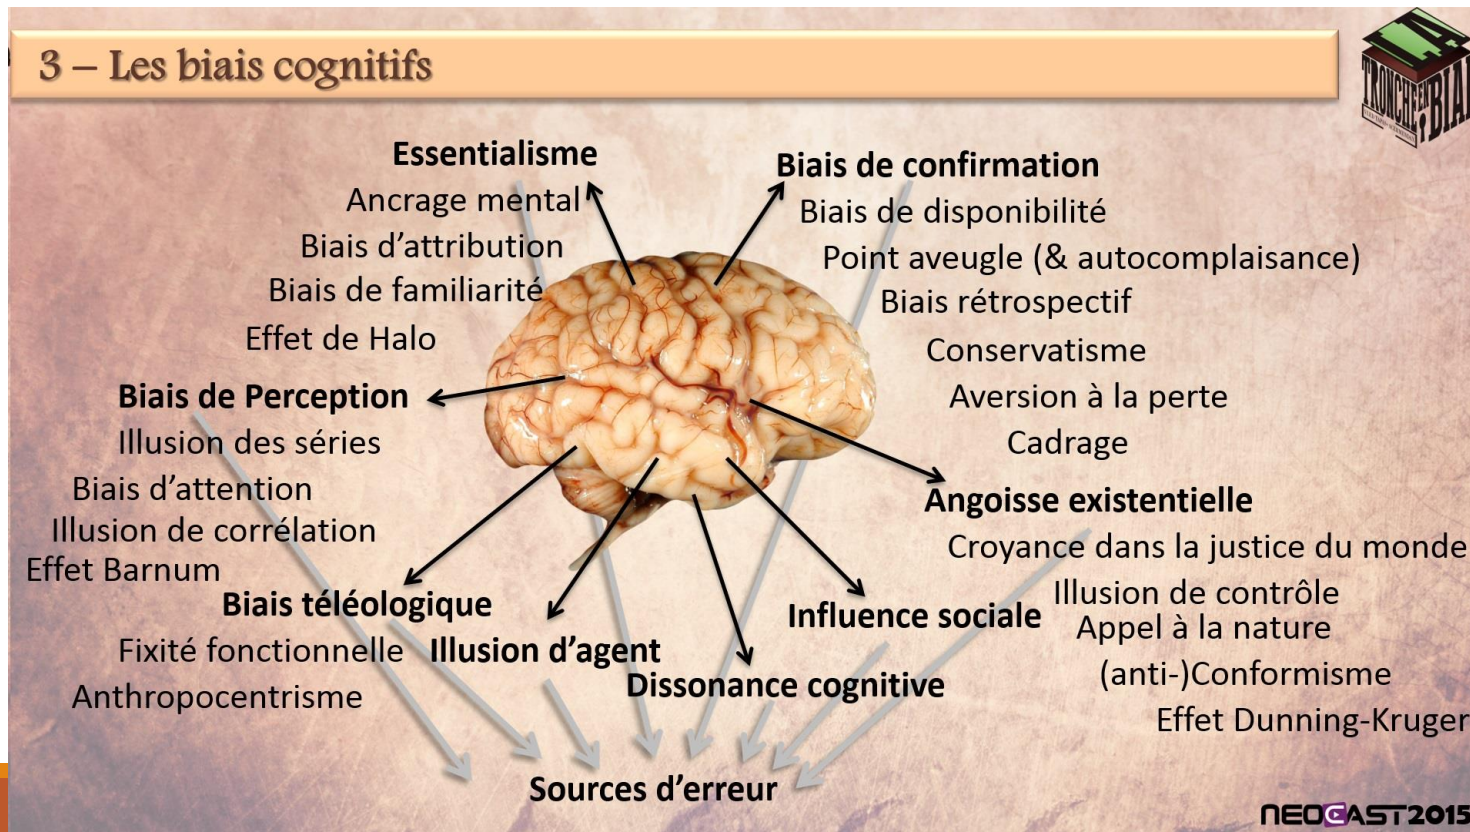 3 – Les biais cognitifs
TRONCHE EN BIAI
Essentialisme
Ancrage mental
Biais d'attribution
Biais de familiarité
Effet de Halo
Biais de confirmation
Biais de disponibilité
Point aveugle (& autocomplaisance)
Biais rétrospectif
Conservatisme
Aversion à la perte
Cadrage
Biais de Perception
Illusion des séries
Biais d'attention
Illusion de corrélation
Effet Barnum
Angoisse existentielle
Croyance dans la justice du monde
Illusion de contrôle
Appel à la nature
(anti-)Conformisme
Effet Dunning-Kruger
Biais téléologique
Fixité fonctionnelle
Anthropocentrisme
Illusion d'agent
Dissonance cognitive
Influence sociale
Sources d'erreur
NEOCAST2015